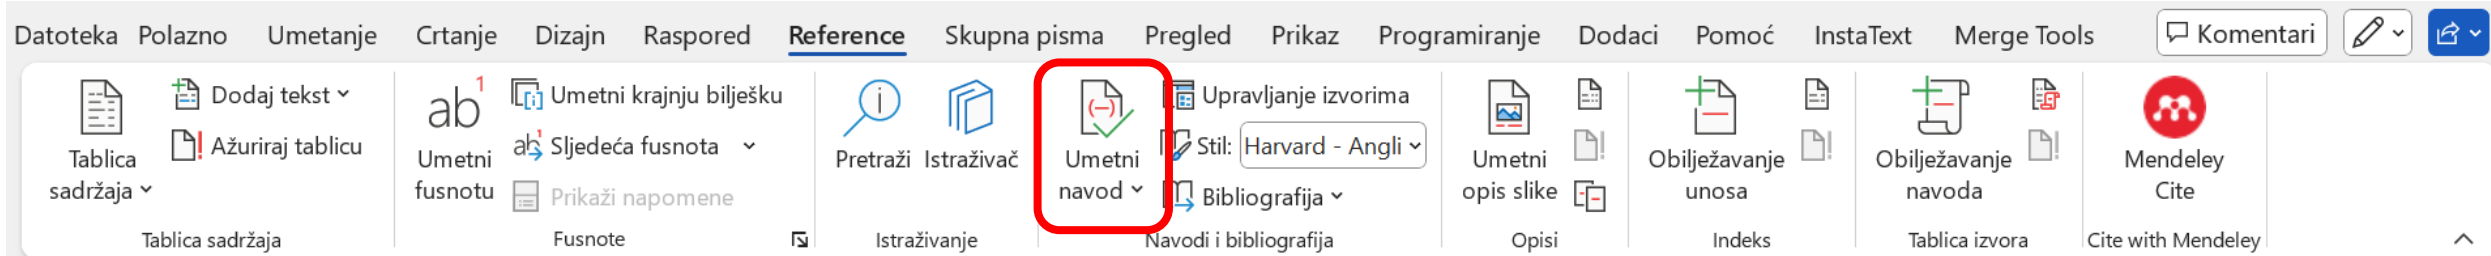 Datoteka Polazno Umetanje Crtanje Dizajn Raspored Reference Skupna pisma Pregled Prikaz Programiranje Dodaci Pomoć InstaText Merge Tools Komentari
Tablica
sadržaja
Dodaj tekst
Ažuriraj tablicu
Tablica sadržaja
ab1
Umetni
fusnotu
Umetni krajnju bilješku
ab1 Sljedeća fusnota
Prikaži napomene
Fusnote
Pretraži
Istraživač
Istraživanje
Umetni
navod
Upravljanje izvorima
Stil: Harvard - Angli
Bibliografija
Navodi i bibliografija
Umetni
opis slike
Opisi
Obilježavanje
unosa
Indeks
Obilježavanje
navoda
Tablica izvora
Mendeley
Cite
Cite with Mendeley